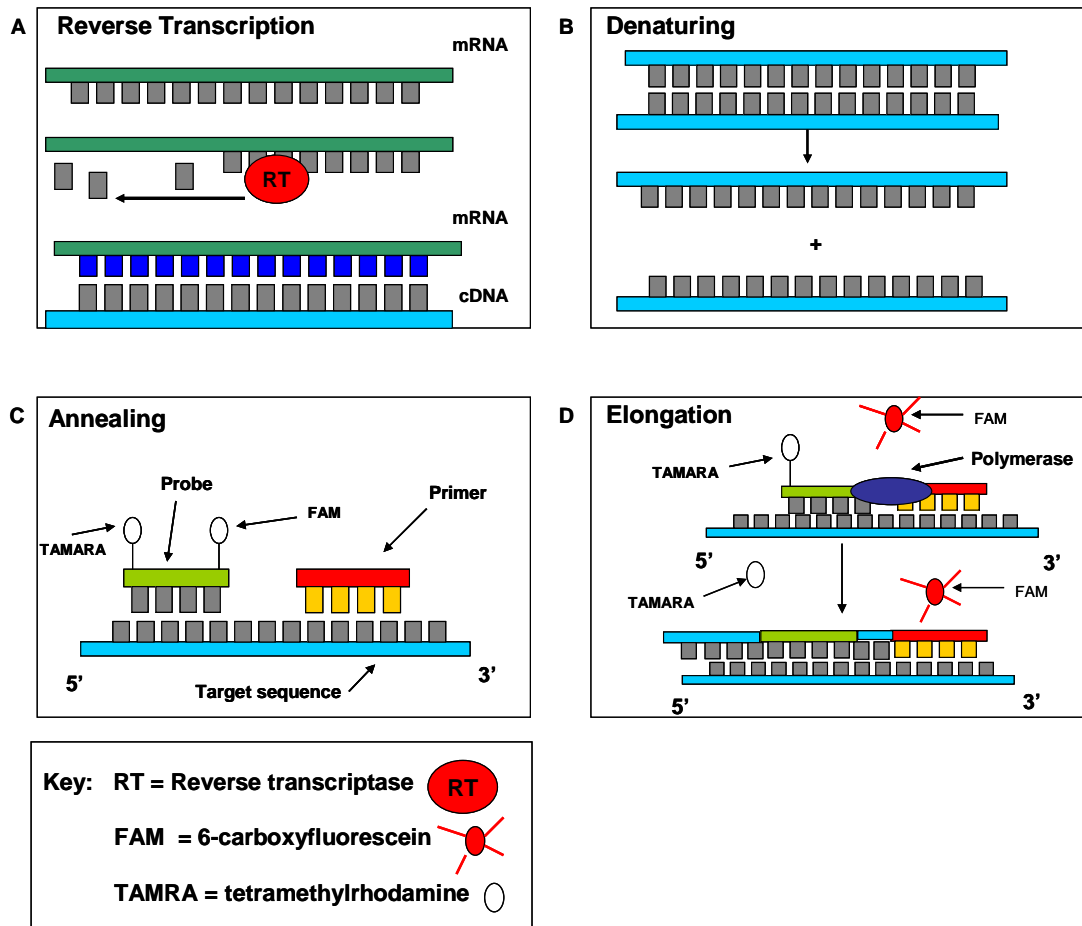 A
Reverse Transcription
mRNA
RT
mRNA
cDNA
B
Denaturing
+
C
Annealing
Probe
Primer
FAM
TAMARA
5’
3’
Target sequence
D
Elongation
FAM
TAMARA
Polymerase
5’
3’
TAMARA
FAM
5’
3’
Key: RT = Reverse transcriptase RT
FAM = 6-carboxyfluorescein
TAMRA = tetramethylrhodamine